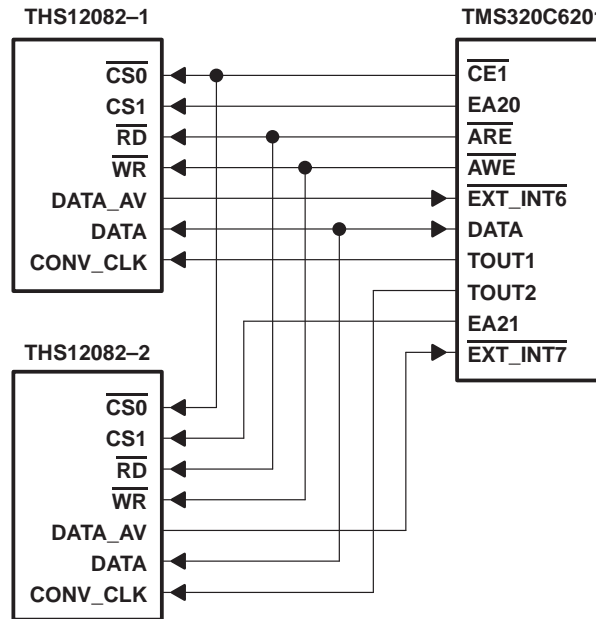 THS12082–1
CS0
CS1
RD
WR
DATA_AV
DATA
CONV_CLK
TMS320C6201
CE1
EA20
ARE
AWE
EXT_INT6
DATA
TOUT1
TOUT2
EA21
EXT_INT7
THS12082–2
CS0
CS1
RD
WR
DATA_AV
DATA
CONV_CLK